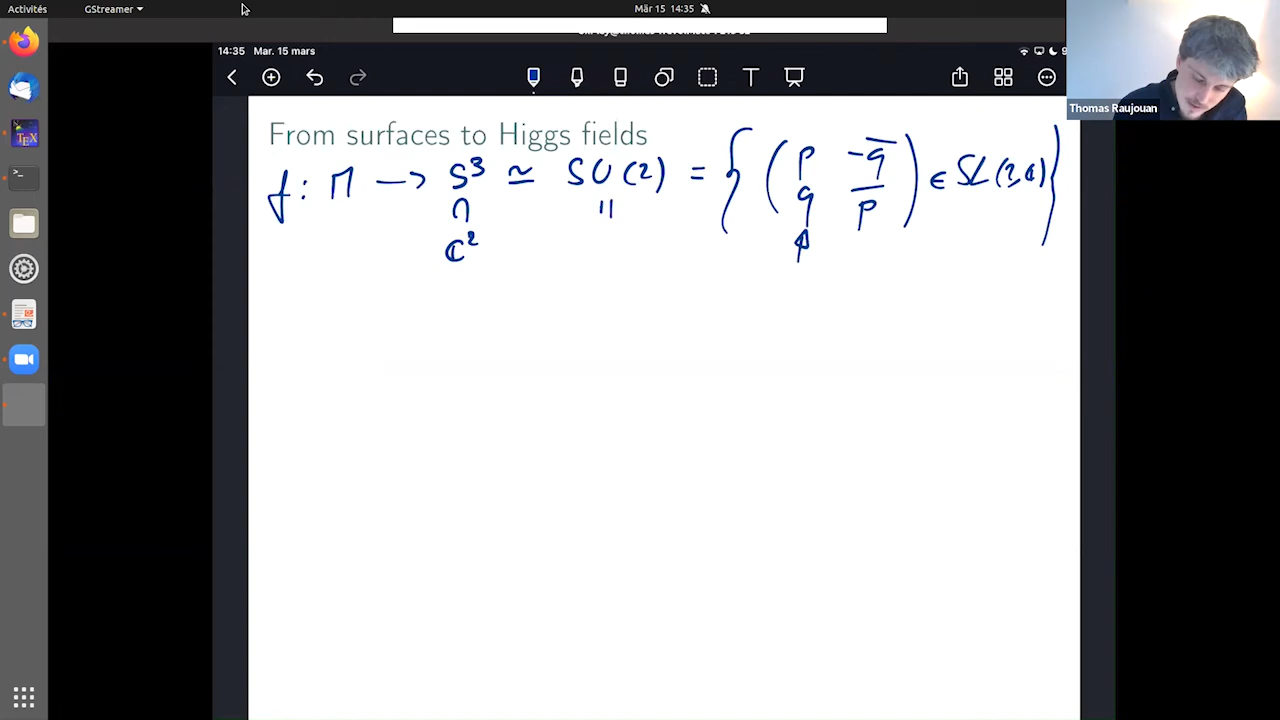 Activités GStreamer Mär 15 14:35
14:35 Mar. 15 mars
Thomas Raujouan
From surfaces to Higgs fields
f : M → S³ ≃ SU(2) = { ( p -q̅ ) ∈ SL(2,ℂ) }
q p̅
∩ ıı
ℂ² ↑